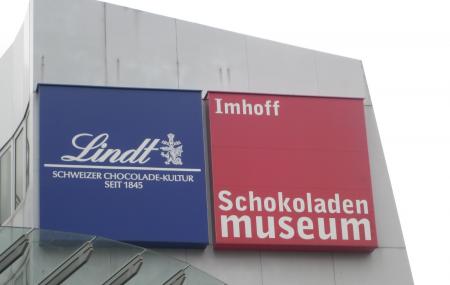 Lindt
SCHWEIZER CHOCOLADE-KULTUR
SEIT 1845
Imhoff
Schokoladen
museum